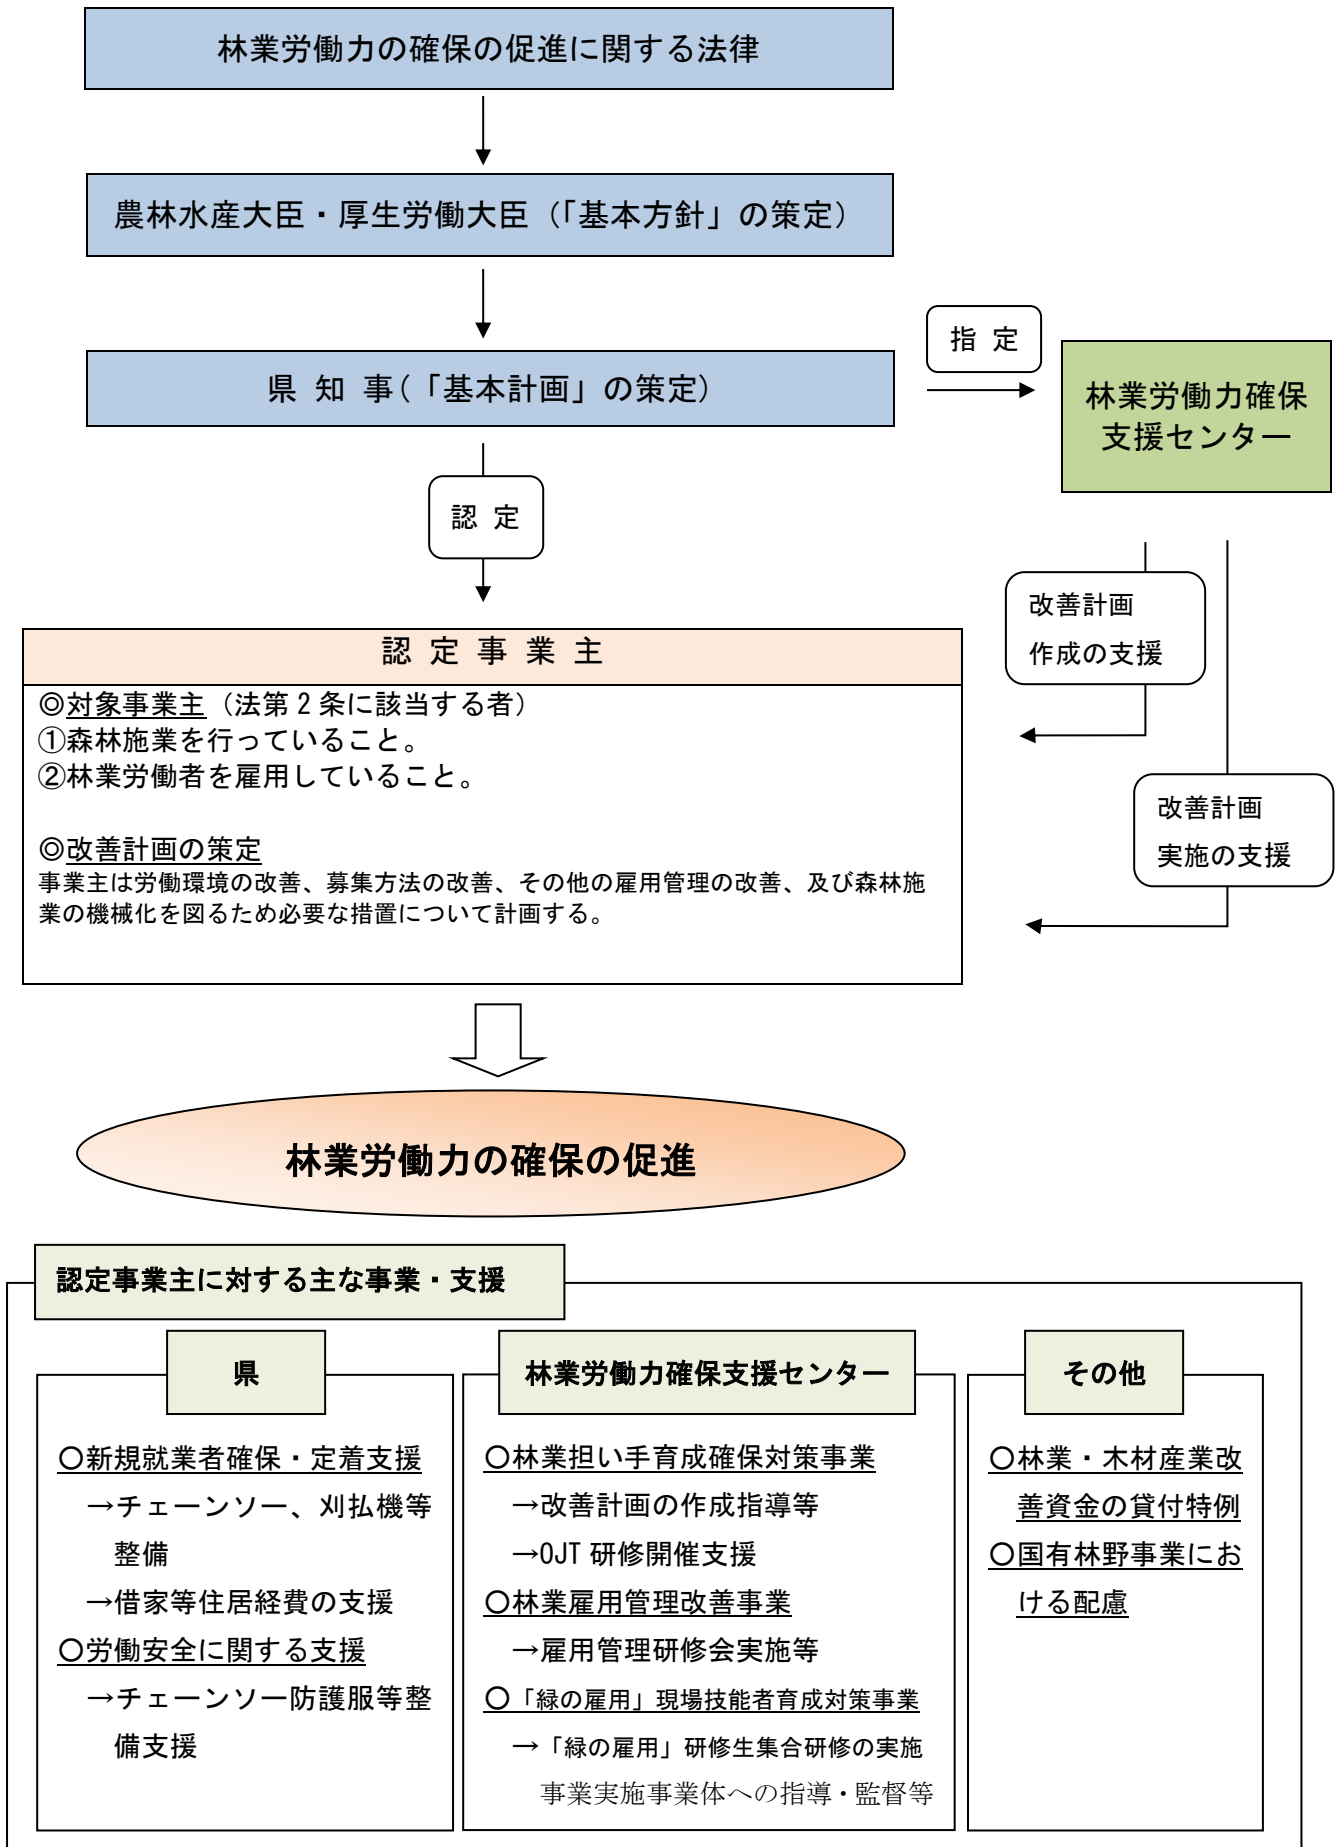 林業労働力の確保の促進に関する法律
農林水産大臣・厚生労働大臣（「基本方針」の策定）
県 知 事（「基本計画」の策定）
指 定
林業労働力確保
支援センター
認 定
改善計画
作成の支援
改善計画
実施の支援
認 定 事 業 主
◎対象事業主（法第２条に該当する者）
①森林施業を行っていること。
②林業労働者を雇用していること。
◎改善計画の策定
事業主は労働環境の改善、募集方法の改善、その他の雇用管理の改善、及び森林施
業の機械化を図るため必要な措置について計画する。
林業労働力の確保の促進
認定事業主に対する主な事業・支援
県
〇新規就業者確保・定着支援
→チェーンソー、刈払機等
整備
→借家等住居経費の支援
〇労働安全に関する支援
→チェーンソー防護服等整
備支援
林業労働力確保支援センター
〇林業担い手育成確保対策事業
→改善計画の作成指導等
→OJT 研修開催支援
〇林業雇用管理改善事業
→雇用管理研修会実施等
〇「緑の雇用」現場技能者育成対策事業
→「緑の雇用」研修生集合研修の実施
事業実施事業体への指導・監督等
その他
〇林業・木材産業改
善資金の貸付特例
〇国有林野事業にお
ける配慮